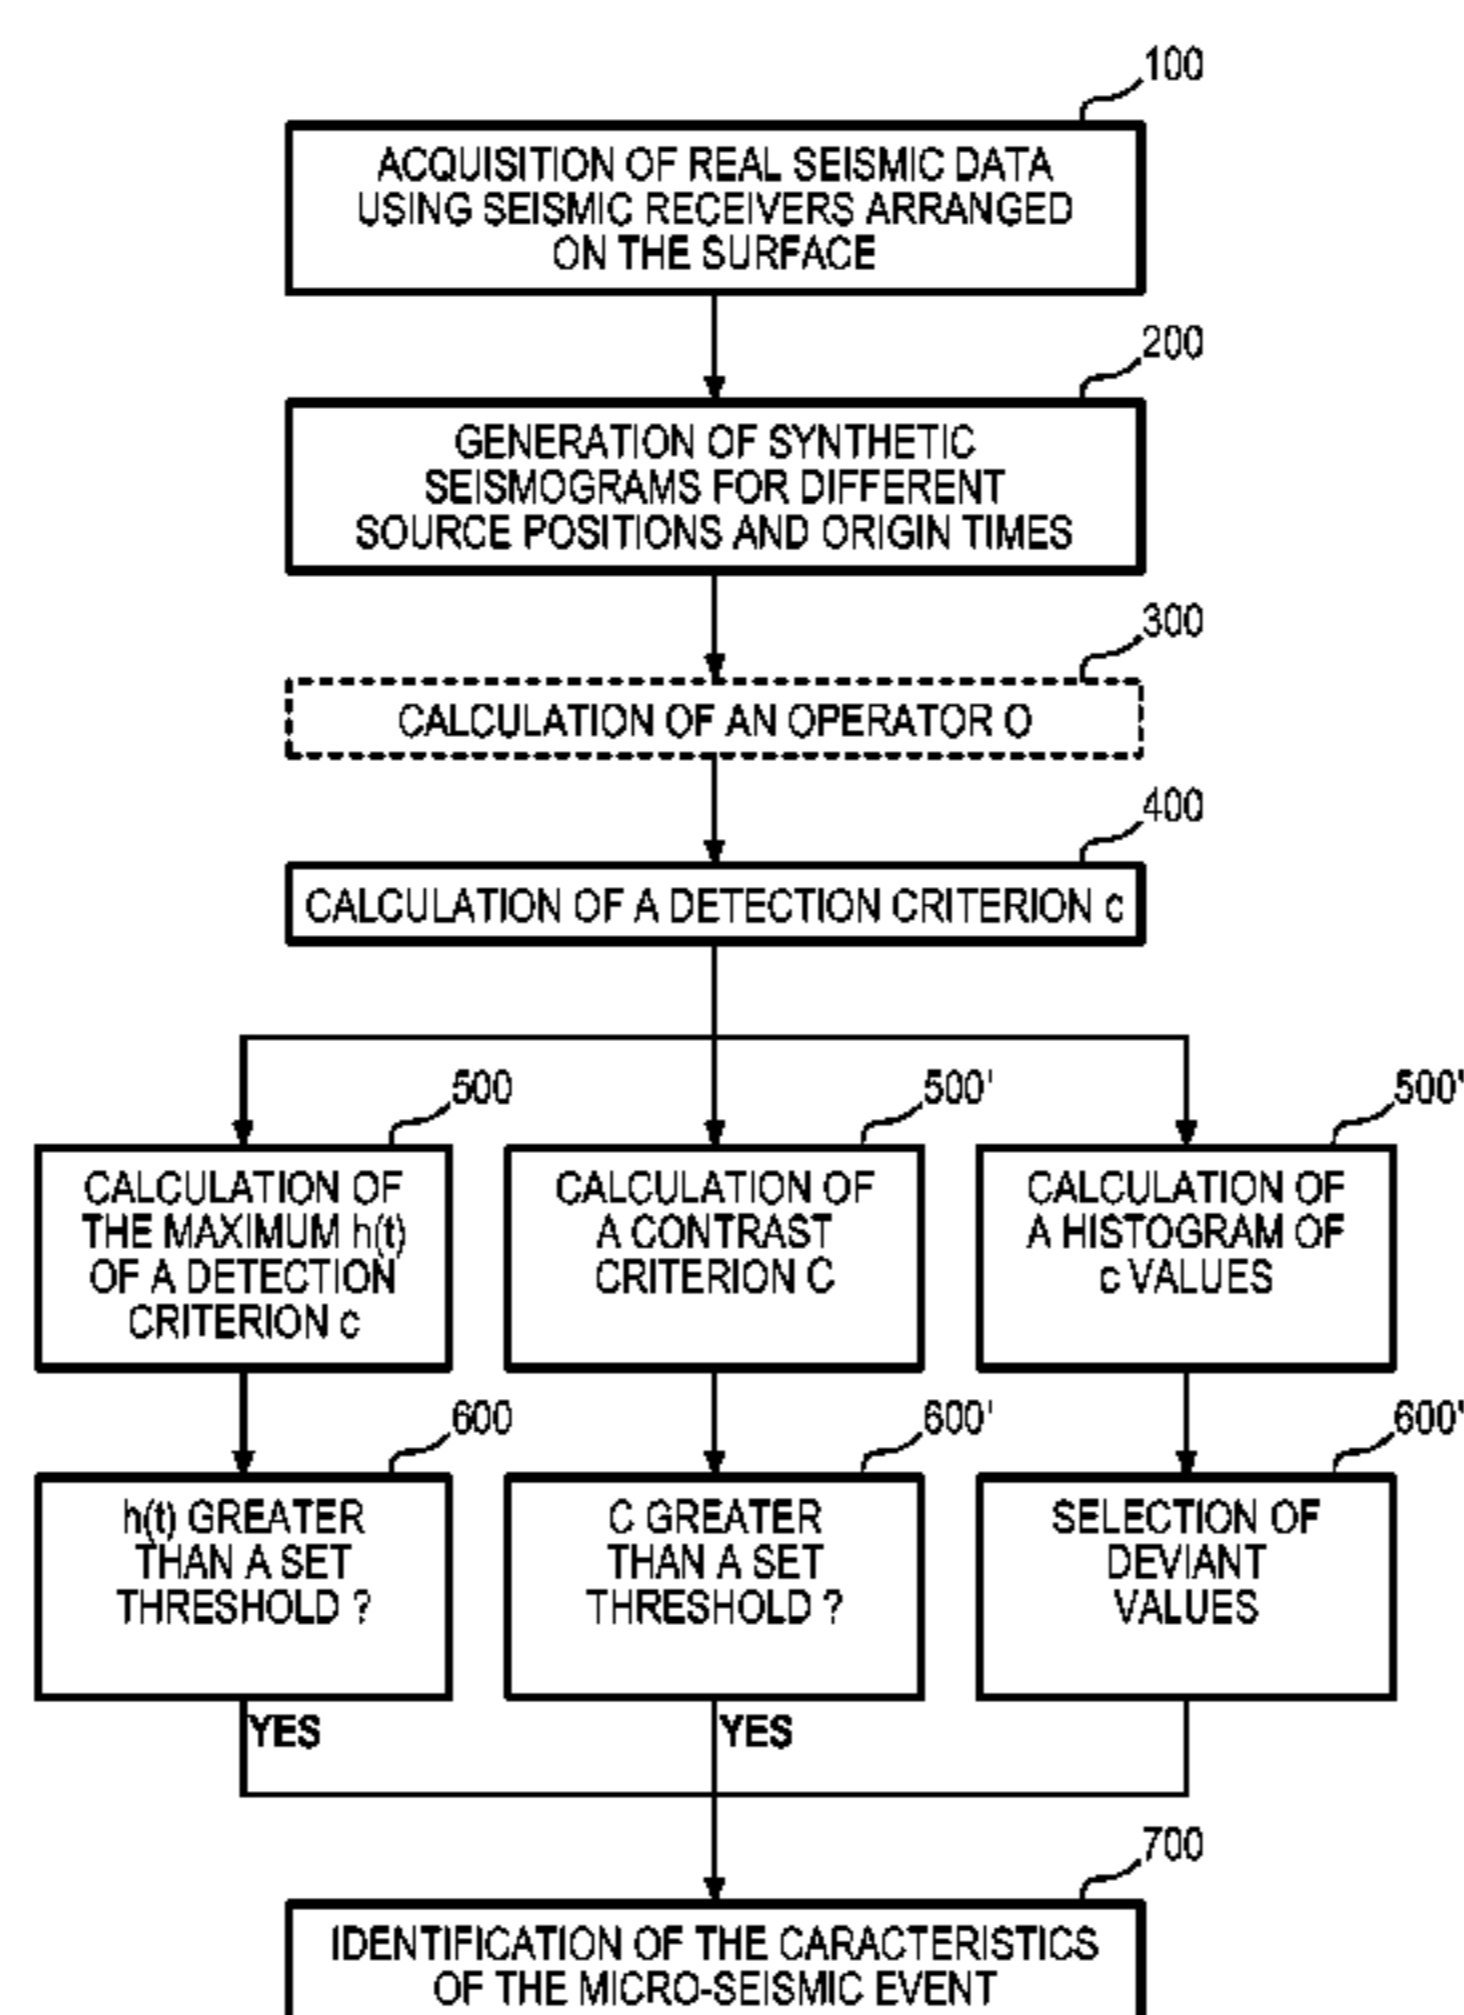 100
ACQUISITION OF REAL SEISMIC DATA
USING SEISMIC RECEIVERS ARRANGED
ON THE SURFACE
200
GENERATION OF SYNTHETIC
SEISMOGRAMS FOR DIFFERENT
SOURCE POSITIONS AND ORIGIN TIMES
300
CALCULATION OF AN OPERATOR O
400
CALCULATION OF A DETECTION CRITERION c
500
CALCULATION OF
THE MAXIMUM h(t)
OF A DETECTION
CRITERION c
500'
CALCULATION OF
A CONTRAST
CRITERION C
500"
CALCULATION OF
A HISTOGRAM OF
c VALUES
600
h(t) GREATER
THAN A SET
THRESHOLD ?
YES
600'
C GREATER
THAN A SET
THRESHOLD ?
YES
600"
SELECTION OF
DEVIANT
VALUES
700
IDENTIFICATION OF THE CARACTERISTICS
OF THE MICRO-SEISMIC EVENT